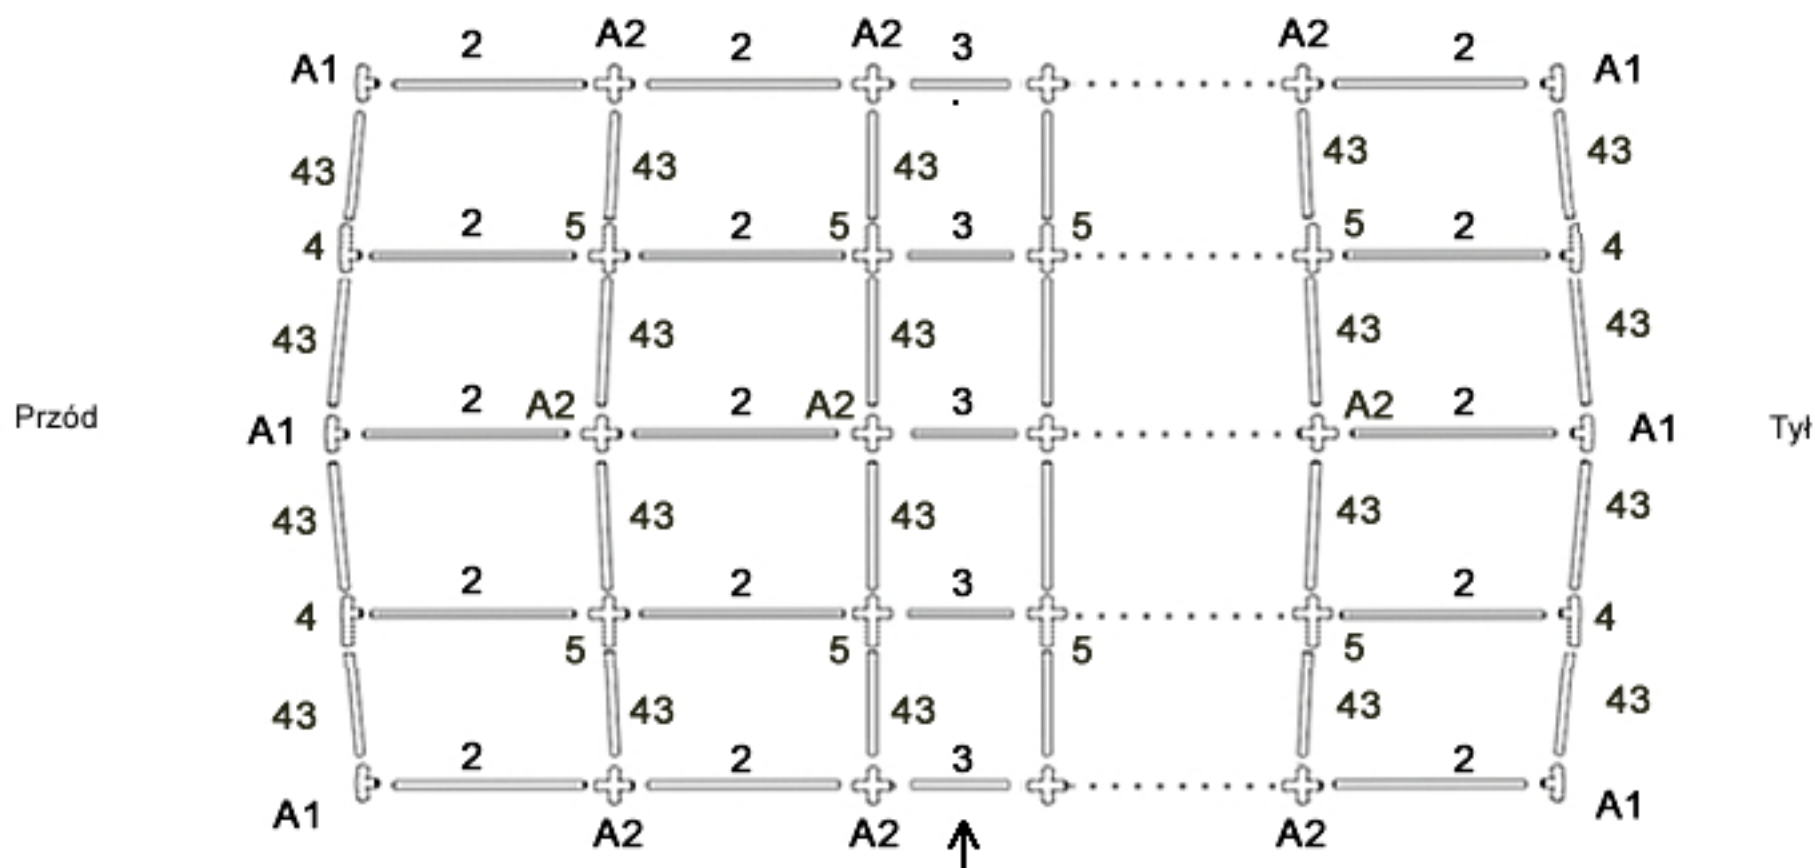 2 A2 2 A2 3 A2 2
A1 A1
43 43 43 43 43
2 5 2 5 3 5 5 2
4 4
43 43 43 43 43
2 A2 2 A2 3 A2 2
Przód A1 A1 Tył
43 43 43 43 43
2 2 3 2
4 5 5 5 5 4
43 43 43 43 43
2 2 3 2
A1 A2 A2 A2 A1